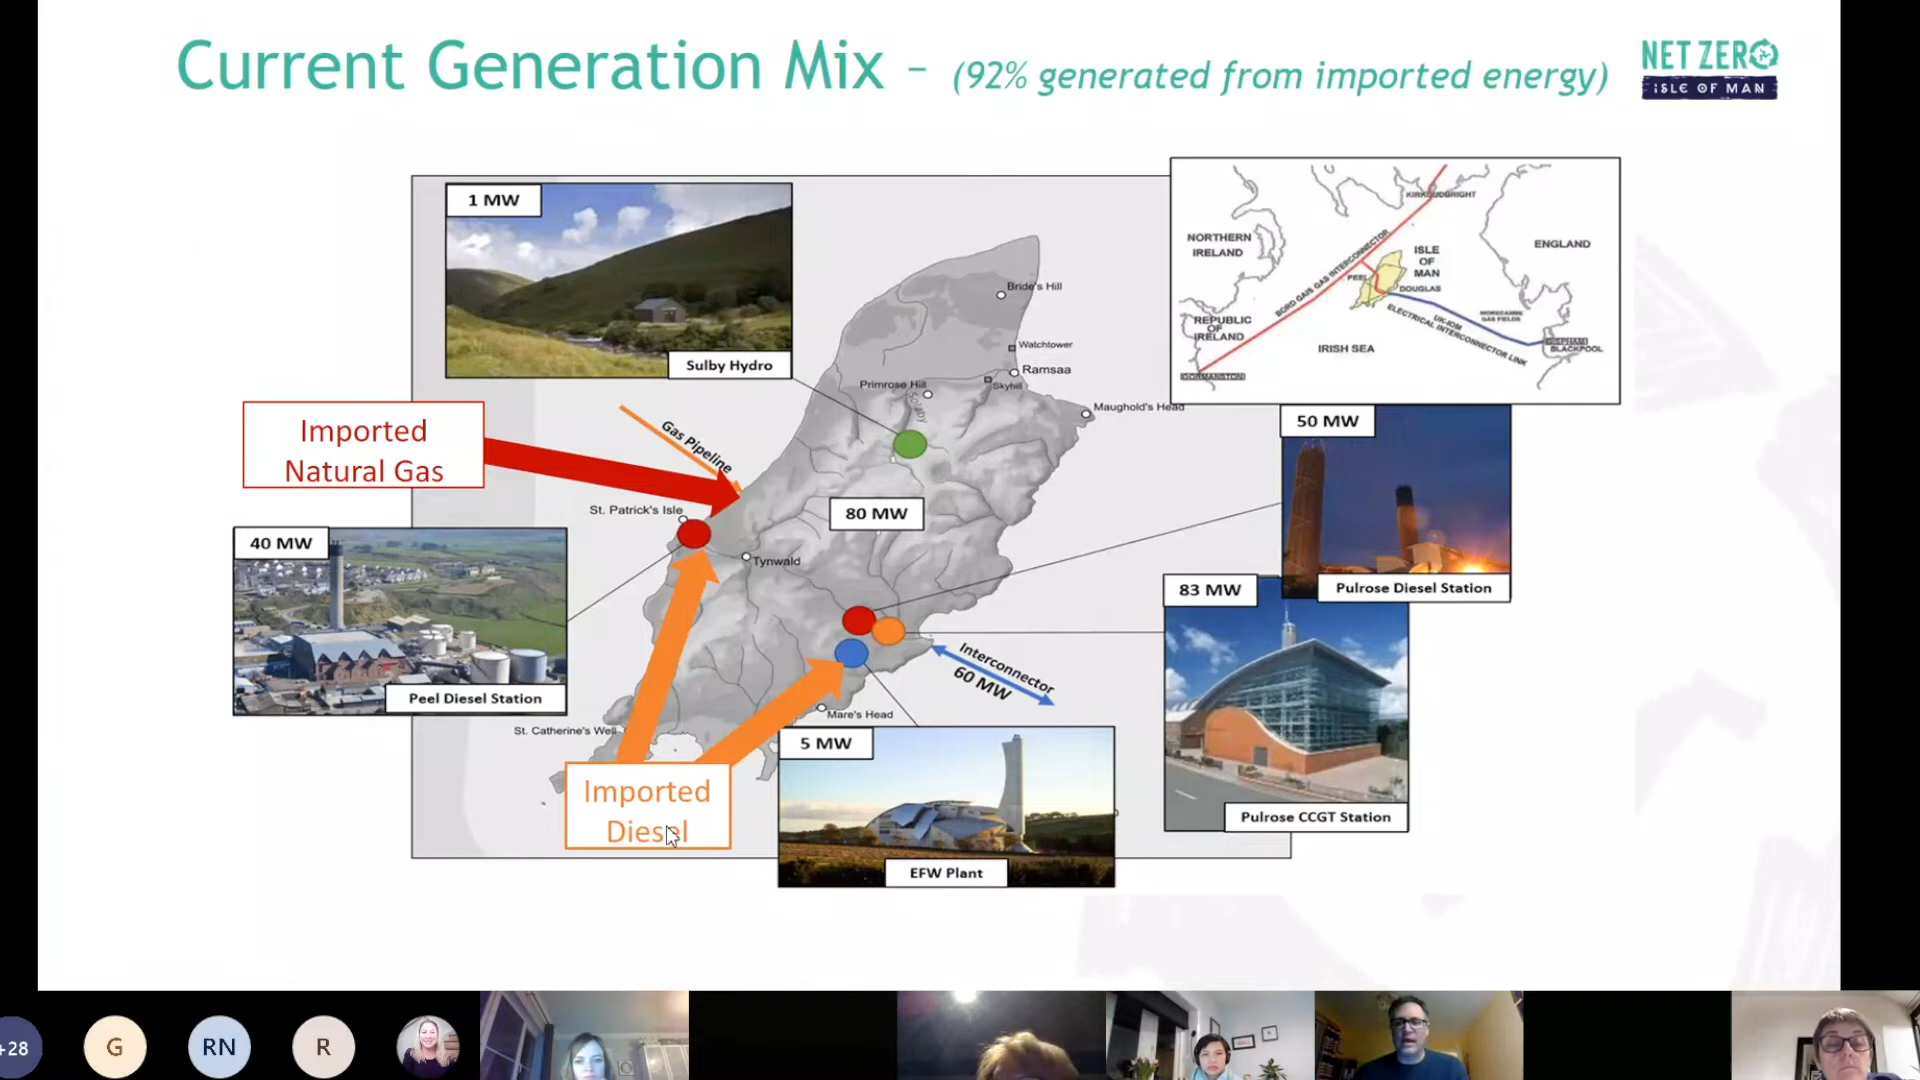 Current Generation Mix – (92% generated from imported energy)
NET ZERO
ISLE OF MAN
1 MW
Sulby Hydro
Imported
Natural Gas
Gas Pipeline
40 MW
Peel Diesel Station
St. Patrick's Isle
Tynwald
St. Catherine's Well
Imported
Diesel
Bride's Hill
Watchtower
Ramsaa
Skyhill
Primrose Hill
Maughold's Head
80 MW
Mare's Head
Interconnector
60 MW
5 MW
EFW Plant
NORTHERN
IRELAND
KIRKCUDBRIGHT
ENGLAND
ISLE
OF
MAN
PEEL
DOUGLAS
BORD GAIS GAS INTERCONNECTOR
REPUBLIC
OF
IRELAND
IRISH SEA
GORMANSTON
UK-IOM
ELECTRICAL INTERCONNECTOR LINK
MORECAMBE
GAS FIELDS
BISPHAM
BLACKPOOL
50 MW
Pulrose Diesel Station
83 MW
Pulrose CCGT Station
+28
G
RN
R